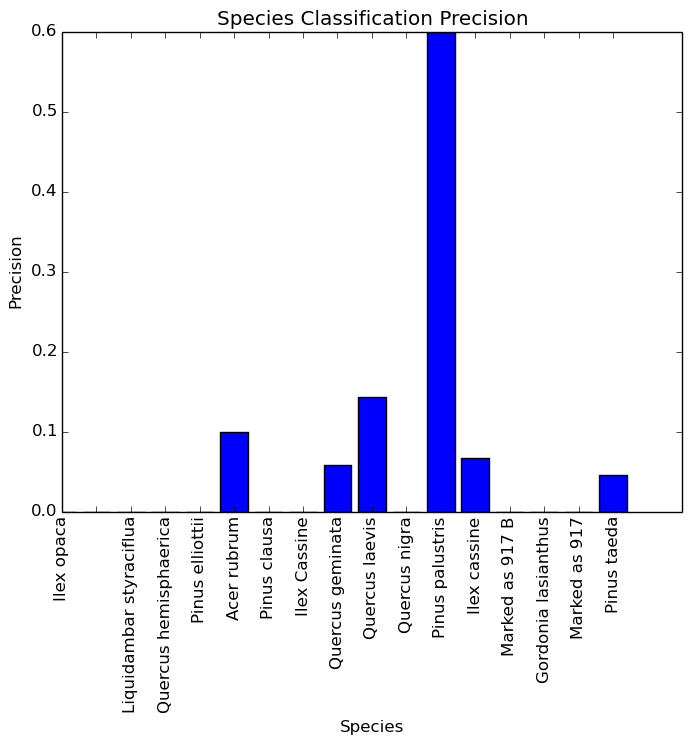 Species Classification Precision
0.6
0.5
0.4
0.3
0.2
0.1
0.0
Precision
Ilex opaca
Liquidambar styraciflua
Quercus hemisphaerica
Pinus elliottii
Acer rubrum
Pinus clausa
Ilex Cassine
Quercus geminata
Quercus laevis
Quercus nigra
Pinus palustris
Ilex cassine
Marked as 917 B
Gordonia lasianthus
Marked as 917
Pinus taeda
Species